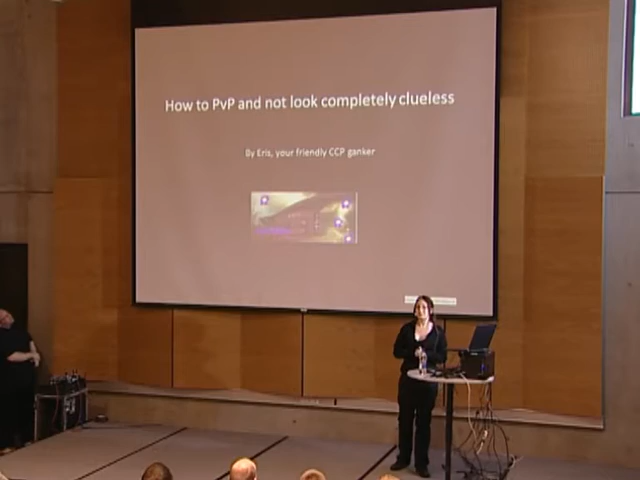 How to PvP and not look completely clueless
By Eris, your friendly CCP ganker